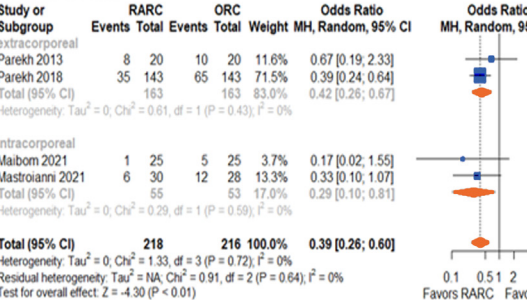 Study or RARC ORC Odds Ratio Odds Ratio
Subgroup Events Total Events Total Weight MH, Random, 95% CI MH, Random, 95%
extracorporeal
Parekh 2013 8 20 10 20 11.6% 0.67 [0.19; 2.33]
Parekh 2018 35 143 65 143 71.5% 0.39 [0.24; 0.64]
Total (95% CI) 163 163 83.0% 0.42 [0.26; 0.67]
Heterogeneity: Tau² = 0; Chi² = 0.61, df = 1 (P = 0.43); I² = 0%
ntracorporeal
Maibom 2021 1 25 5 25 3.7% 0.17 [0.02; 1.55]
Mastroianni 2021 6 30 12 28 13.3% 0.33 [0.10; 1.07]
Total (95% CI) 55 53 17.0% 0.29 [0.10; 0.81]
Heterogeneity: Tau² = 0; Chi² = 0.29, df = 1 (P = 0.59); I² = 0%
Total (95% CI) 218 216 100.0% 0.39 [0.26; 0.60]
Heterogeneity: Tau² = 0; Chi² = 1.33, df = 3 (P = 0.72); I² = 0%
Residual heterogeneity: Tau² = NA; Chi² = 0.91, df = 2 (P = 0.64); I² = 0%
Test for overall effect: Z = -4.30 (P < 0.01)
0.1 0.5 1 2
Favors RARC Favo